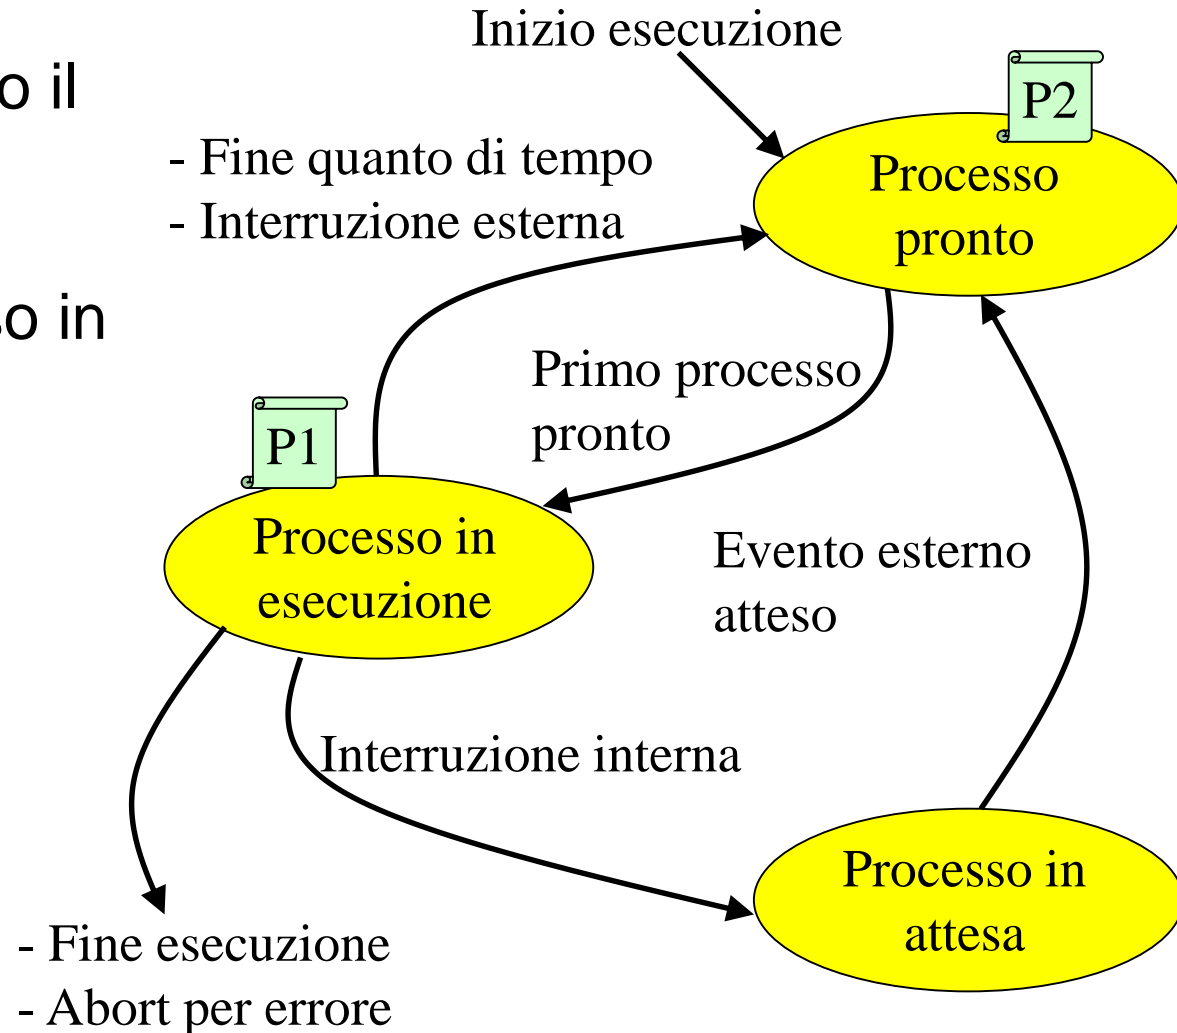 Inizio esecuzione
o il
P2
- Fine quanto di tempo
- Interruzione esterna
Processo
pronto
o in
Primo processo
pronto
P1
Processo in
esecuzione
Evento esterno
atteso
Interruzione interna
Processo in
attesa
- Fine esecuzione
- Abort per errore